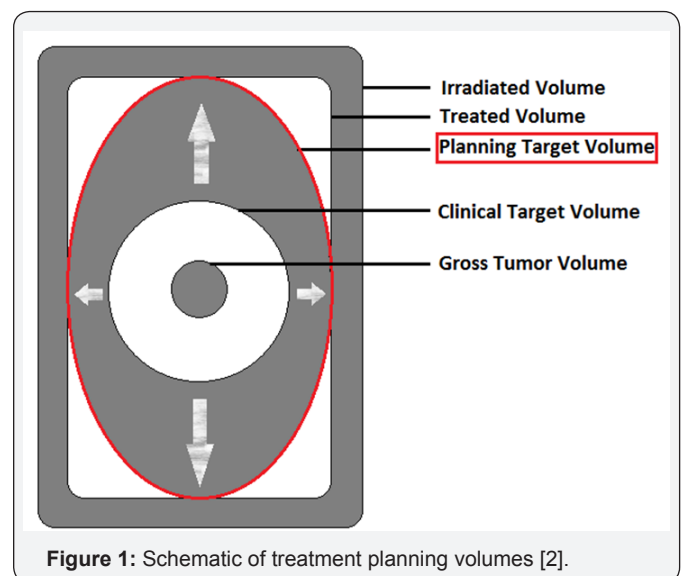 Irradiated Volume
Treated Volume
Planning Target Volume
Clinical Target Volume
Gross Tumor Volume
Figure 1: Schematic of treatment planning volumes [2].